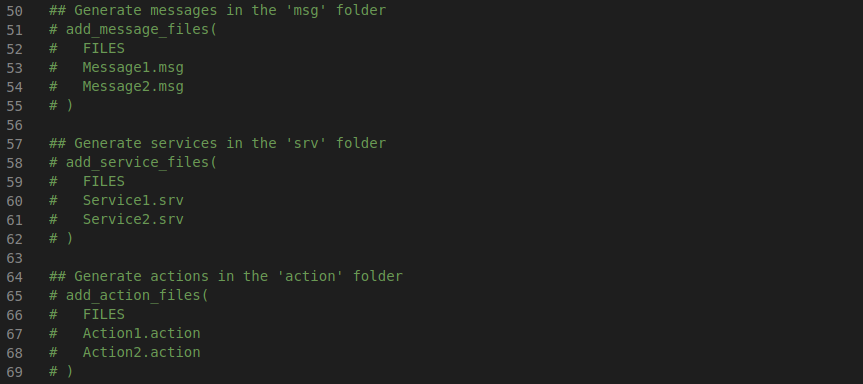 50 ## Generate messages in the 'msg' folder
51 # add_message_files(
52 #   FILES
53 #   Message1.msg
54 #   Message2.msg
55 # )
56
57 ## Generate services in the 'srv' folder
58 # add_service_files(
59 #   FILES
60 #   Service1.srv
61 #   Service2.srv
62 # )
63
64 ## Generate actions in the 'action' folder
65 # add_action_files(
66 #   FILES
67 #   Action1.action
68 #   Action2.action
69 # )